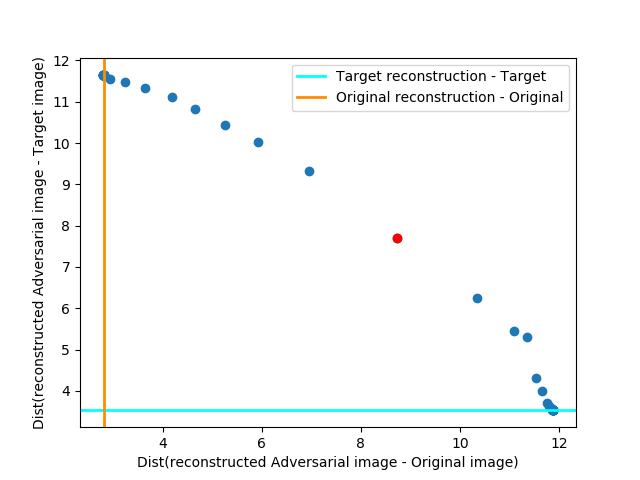 Target reconstruction - Target
Original reconstruction - Original
Dist(reconstructed Adversarial image - Target image)
12
11
10
9
8
7
6
5
4
4 6 8 10 12
Dist(reconstructed Adversarial image - Original image)